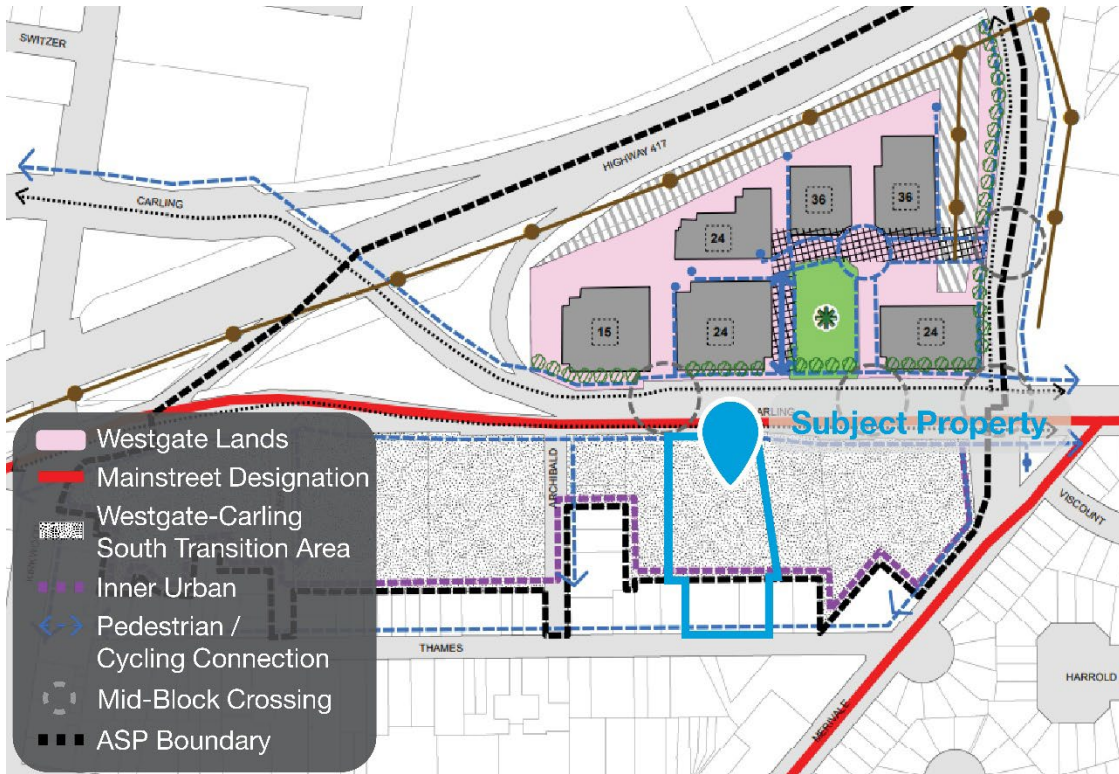 SWITZER
HIGHWAY 417
CARLING
36
36
24
15
24
24
ARLING
Subject Property
ARCHIBALD
VISCOUNT
THAMES
HARROLD
MERIVALE
Westgate Lands
Mainstreet Designation
Westgate-Carling
South Transition Area
Inner Urban
Pedestrian /
Cycling Connection
Mid-Block Crossing
ASP Boundary